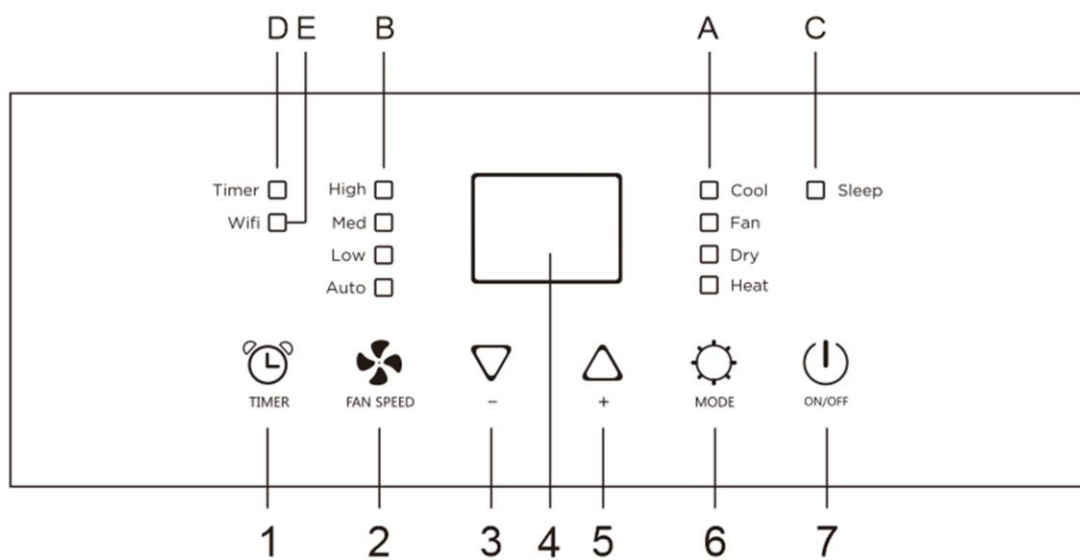 D E B A C
Timer High Cool Sleep
Wifi Med Fan
Low Dry
Auto Heat
TIMER FAN SPEED - + MODE ON/OFF
1 2 3 4 5 6 7